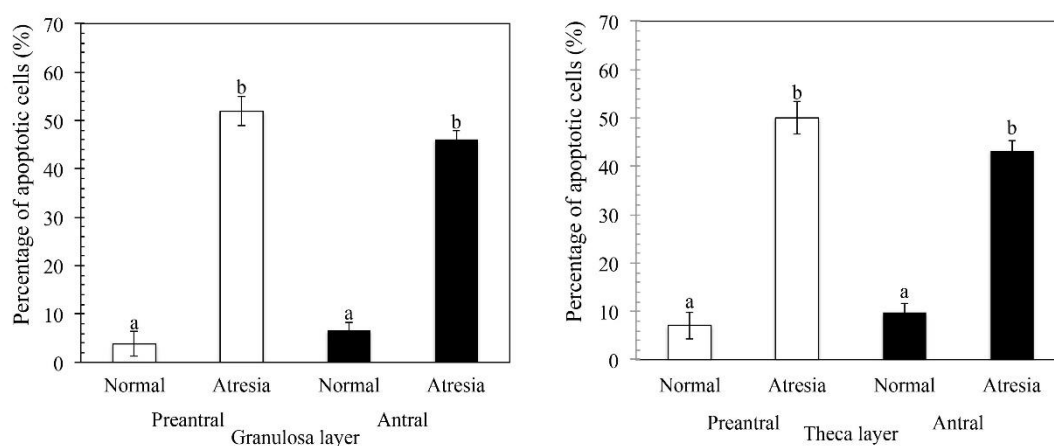 Percentage of apoptotic cells (%)
70
60
50
40
30
20
10
0
a
b
a
b
Normal Atresia Normal Atresia
Preantral Antral
Granulosa layer
Percentage of apoptotic cells (%)
70
60
50
40
30
20
10
0
a
b
a
b
Normal Atresia Normal Atresia
Preantral Antral
Theca layer